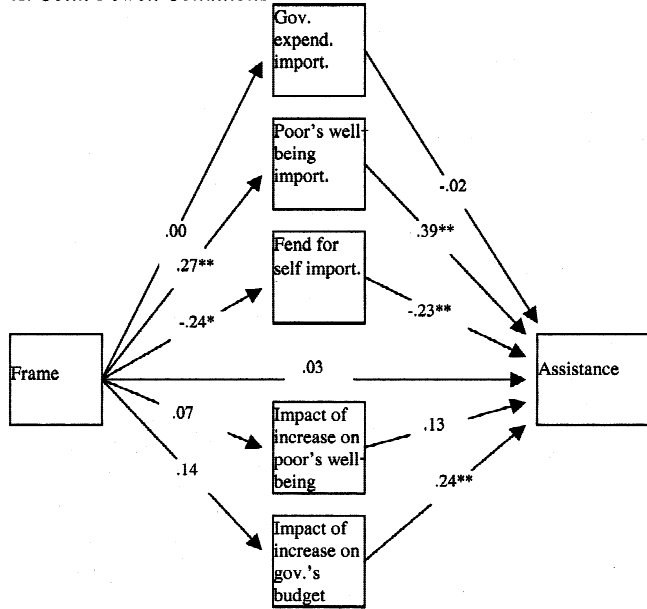 Gov.
expend.
import.
Poor's well-
being
import.
-.02
.00
.39**
.27**
Fend for
self import.
-.24*
-.23**
Frame
.03
Assistance
.07
Impact of
increase on
poor's well-
being
.13
.14
.24**
Impact of
increase on
gov.'s
budget